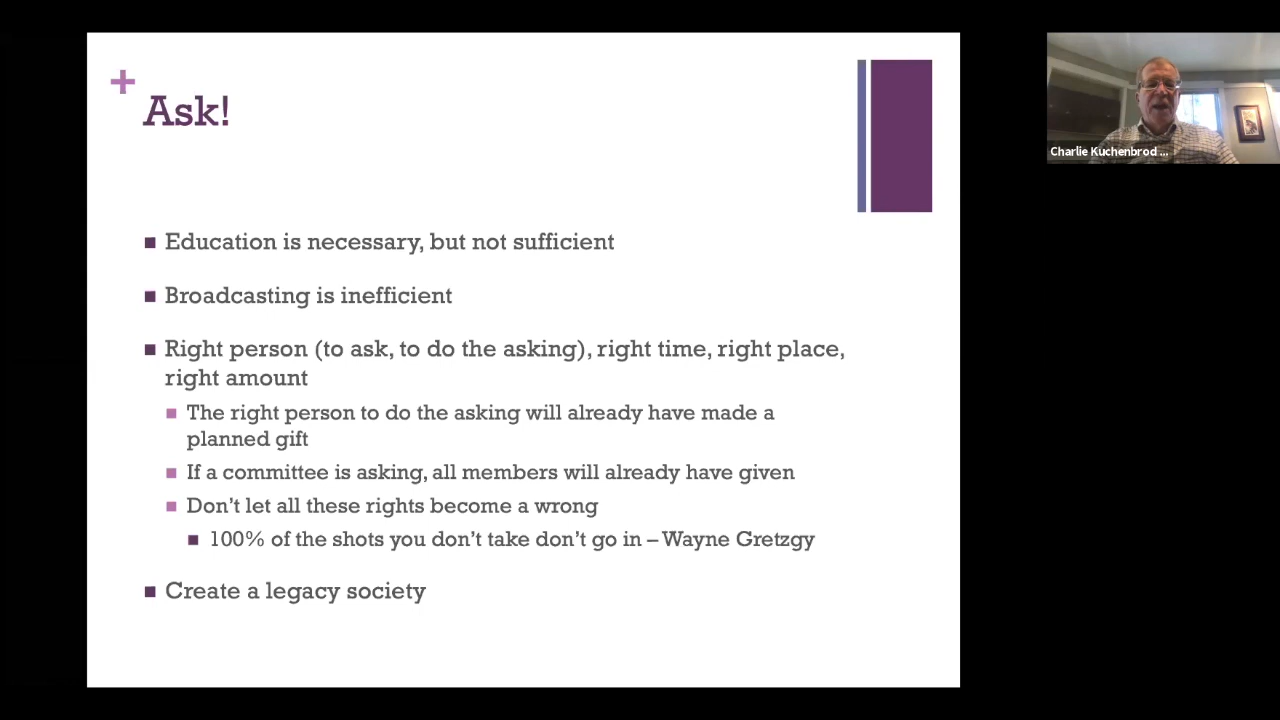 +
Ask!
■ Education is necessary, but not sufficient
■ Broadcasting is inefficient
■ Right person (to ask, to do the asking), right time, right place,
right amount
■ The right person to do the asking will already have made a
planned gift
■ If a committee is asking, all members will already have given
■ Don’t let all these rights become a wrong
■ 100% of the shots you don’t take don’t go in – Wayne Gretzgy
■ Create a legacy society
Charlie Kuchenbrod ...